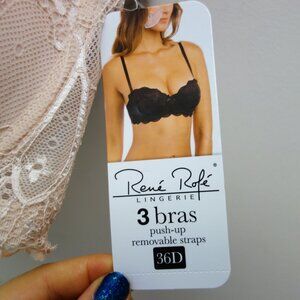 René Rofé®
LINGERIE
3 bras
push-up
removable straps
36D